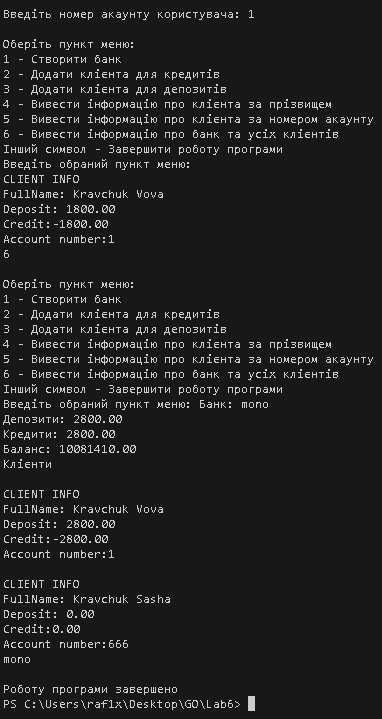 Введіть номер акаунту користувача: 1
Оберіть пункт меню:
1 - Створити банк
2 - Додати клієнта для кредитів
3 - Додати клієнта для депозитів
4 - Вивести інформацію про клієнта за прізвищем
5 - Вивести інформацію про клієнта за номером акаунту
6 - Вивести інформацію про банк та усіх клієнтів
Інший символ - Завершити роботу програми
Введіть обраний пункт меню:
CLIENT INFO
FullName: Kravchuk Vova
Deposit: 1800.00
Credit:-1800.00
Account number:1
6
Оберіть пункт меню:
1 - Створити банк
2 - Додати клієнта для кредитів
3 - Додати клієнта для депозитів
4 - Вивести інформацію про клієнта за прізвищем
5 - Вивести інформацію про клієнта за номером акаунту
6 - Вивести інформацію про банк та усіх клієнтів
Інший символ - Завершити роботу програми
Введіть обраний пункт меню: Банк: mono
Депозити: 2800.00
Кредити: 2800.00
Баланс: 10081410.00
Клієнти
CLIENT INFO
FullName: Kravchuk Vova
Deposit: 2800.00
Credit:-2800.00
Account number:1
CLIENT INFO
FullName: Kravchuk Sasha
Deposit: 0.00
Credit:0.00
Account number:666
mono
Роботу програми завершено
PS C:\Users\raf1x\Desktop\GO\Lab6>